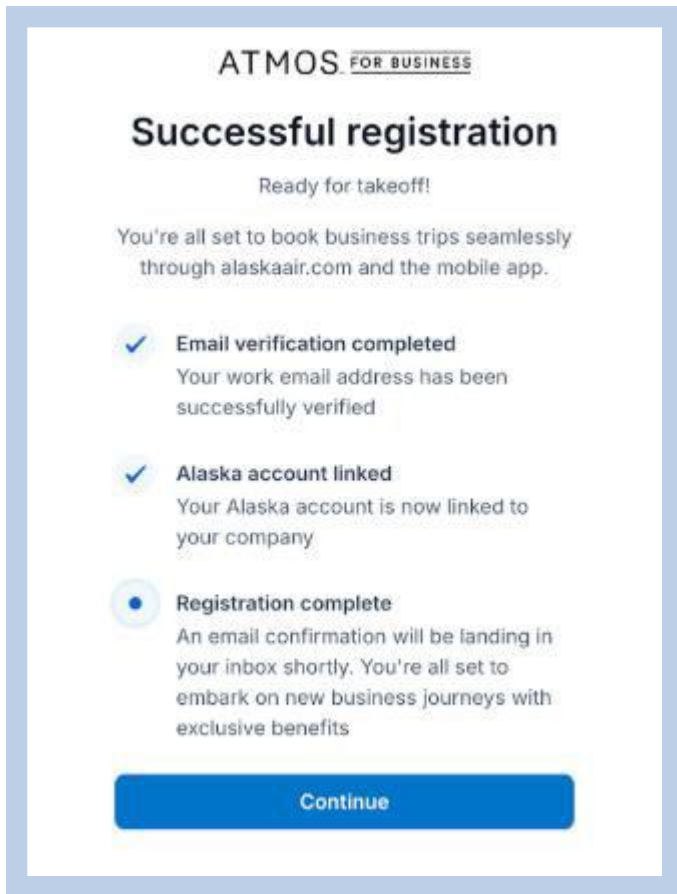 ATMOS FOR BUSINESS
Successful registration
Ready for takeoff!
You're all set to book business trips seamlessly
through alaskaair.com and the mobile app.
Email verification completed
Your work email address has been
successfully verified
Alaska account linked
Your Alaska account is now linked to
your company
Registration complete
An email confirmation will be landing in
your inbox shortly. You're all set to
embark on new business journeys with
exclusive benefits
Continue